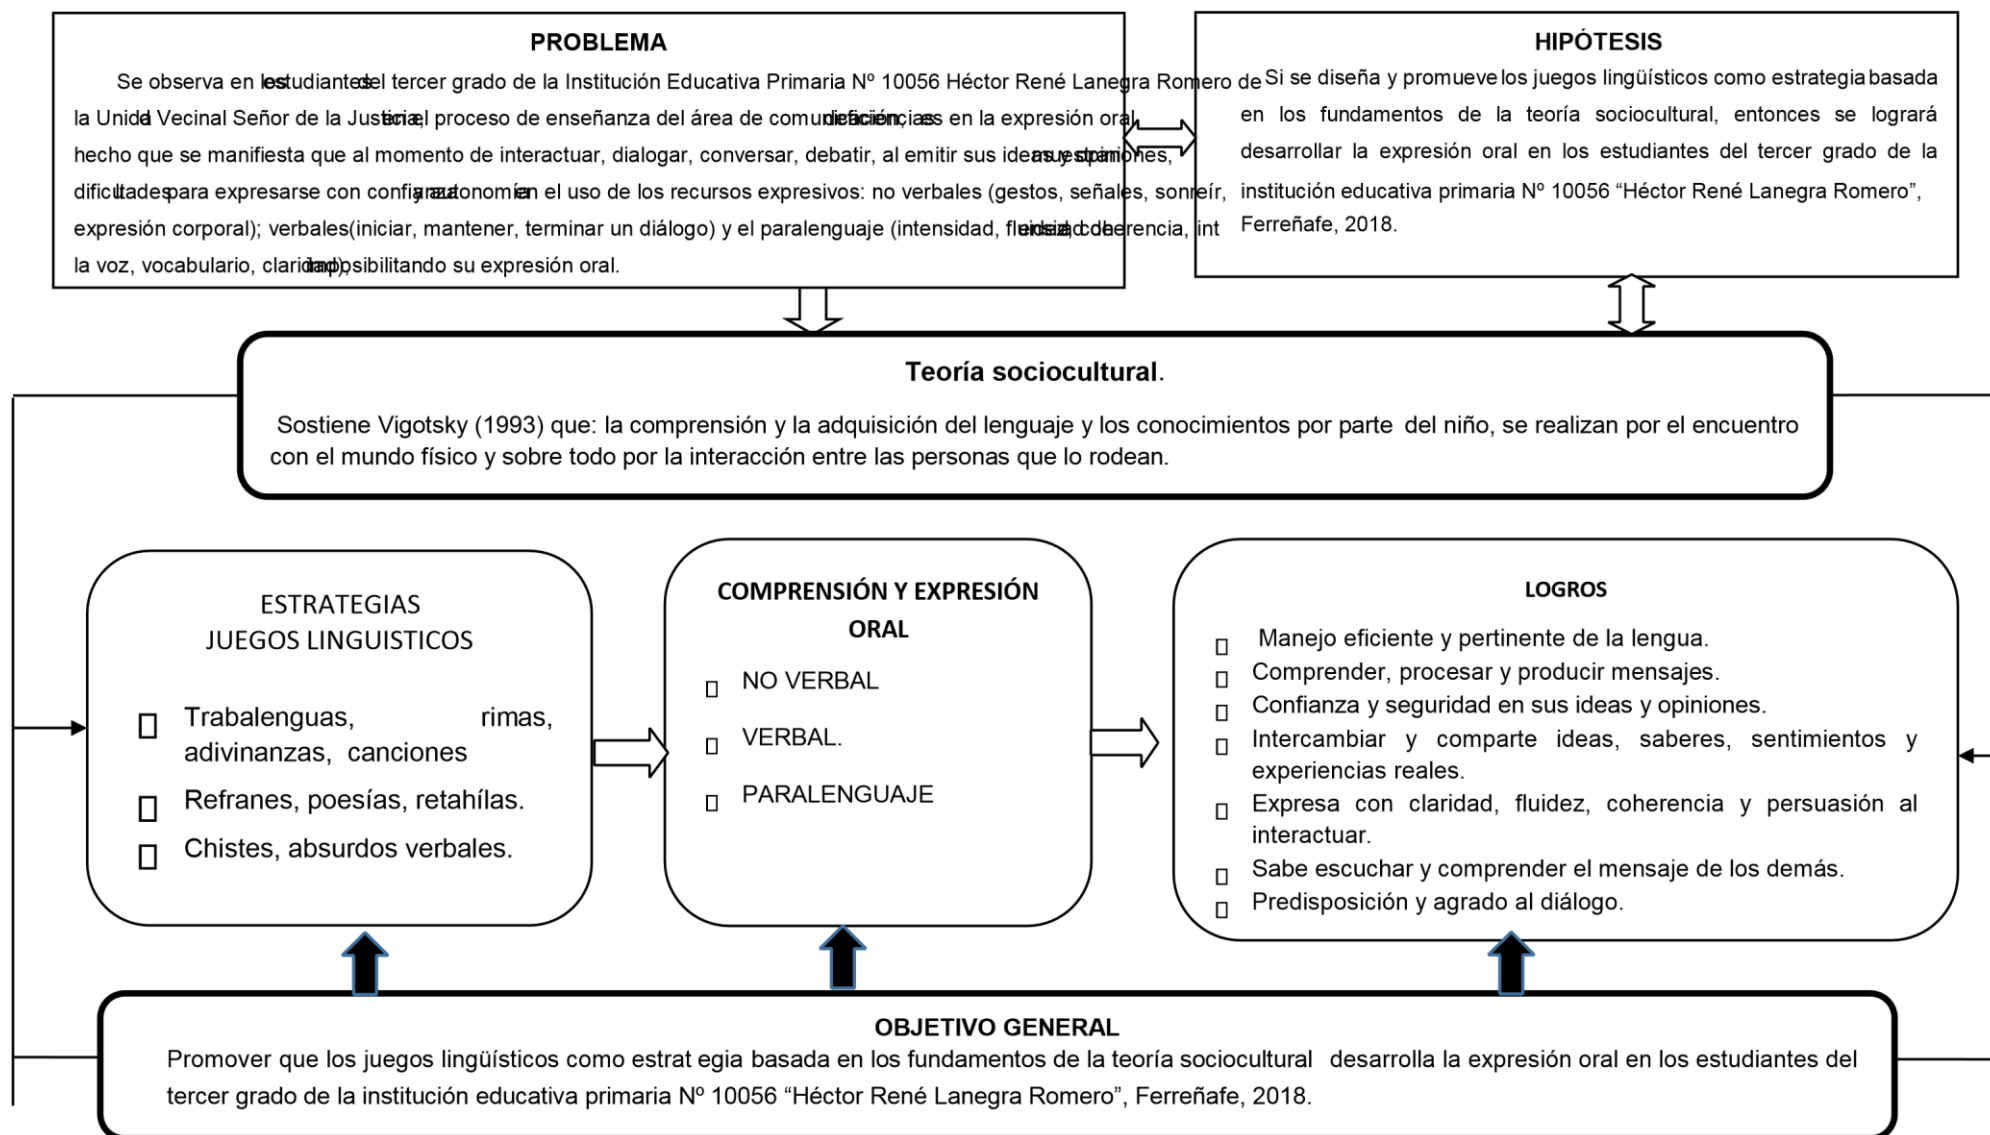 PROBLEMA
Se observa en los estudiantes del tercer grado de la Institución Educativa Primaria Nº 10056 Héctor René Lanegra Romero de
la Unidad Vecinal Señor de la Justicia, en el proceso de enseñanza del área de comunicación, deficiencias en la expresión oral,
hecho que se manifiesta que al momento de interactuar, dialogar, conversar, debatir, al emitir sus ideas y opiniones, muestran
dificultades para expresarse con confianza y autonomía en el uso de los recursos expresivos: no verbales (gestos, señales, sonreír,
expresión corporal); verbales(iniciar, mantener, terminar un diálogo) y el paralenguaje (intensidad, fluidez, coherencia, intensidad de
la voz, vocabulario, claridad), imposibilitando su expresión oral.
HIPÓTESIS
Si se diseña y promueve los juegos lingüísticos como estrategia basada
en los fundamentos de la teoría sociocultural, entonces se logrará
desarrollar la expresión oral en los estudiantes del tercer grado de la
institución educativa primaria Nº 10056 “Héctor René Lanegra Romero”,
Ferreñafe, 2018.
Teoría sociocultural.
Sostiene Vigotsky (1993) que: la comprensión y la adquisición del lenguaje y los conocimientos por parte del niño, se realizan por el encuentro
con el mundo físico y sobre todo por la interacción entre las personas que lo rodean.
ESTRATEGIAS
JUEGOS LINGUISTICOS
Trabalenguas, rimas,
adivinanzas, canciones
Refranes, poesías, retahílas.
Chistes, absurdos verbales.
COMPRENSIÓN Y EXPRESIÓN
ORAL
NO VERBAL
VERBAL.
PARALENGUAJE
LOGROS
Manejo eficiente y pertinente de la lengua.
Comprender, procesar y producir mensajes.
Confianza y seguridad en sus ideas y opiniones.
Intercambiar y comparte ideas, saberes, sentimientos y
experiencias reales.
Expresa con claridad, fluidez, coherencia y persuasión al
interactuar.
Sabe escuchar y comprender el mensaje de los demás.
Predisposición y agrado al diálogo.
OBJETIVO GENERAL
Promover que los juegos lingüísticos como estrat egia basada en los fundamentos de la teoría sociocultural desarrolla la expresión oral en los estudiantes del
tercer grado de la institución educativa primaria Nº 10056 “Héctor René Lanegra Romero”, Ferreñafe, 2018.